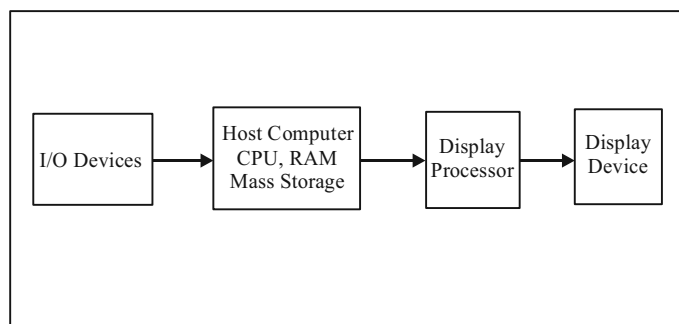 I/O Devices
Host Computer
CPU, RAM
Mass Storage
Display
Processor
Display
Device